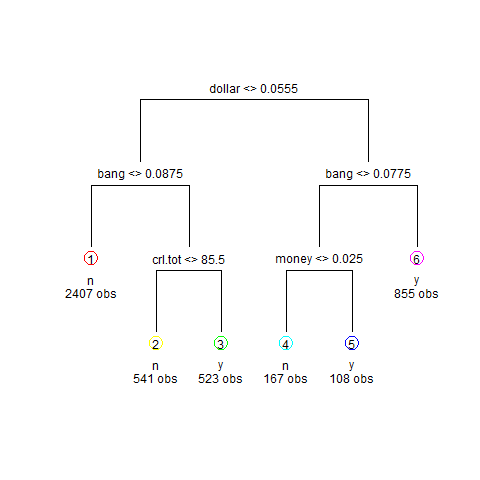 dollar <> 0.0555
bang <> 0.0875
bang <> 0.0775
1
n
2407 obs
crl.tot <> 85.5
money <> 0.025
6
y
855 obs
2
n
541 obs
3
y
523 obs
4
n
167 obs
5
y
108 obs